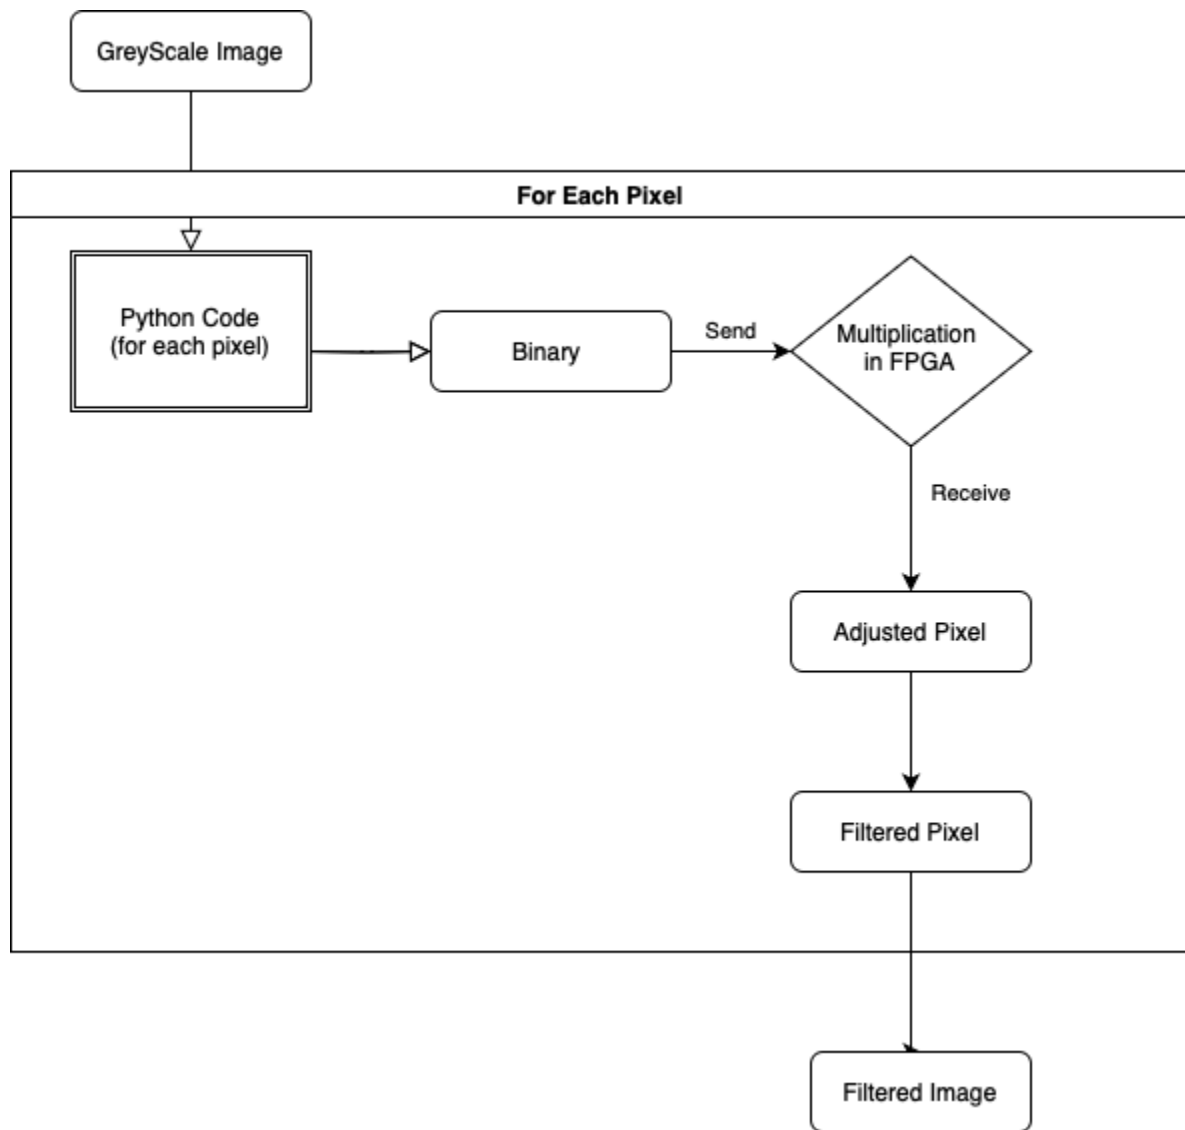 GreyScale Image
For Each Pixel
Python Code
(for each pixel)
Binary
Send
Multiplication
in FPGA
Receive
Adjusted Pixel
Filtered Pixel
Filtered Image